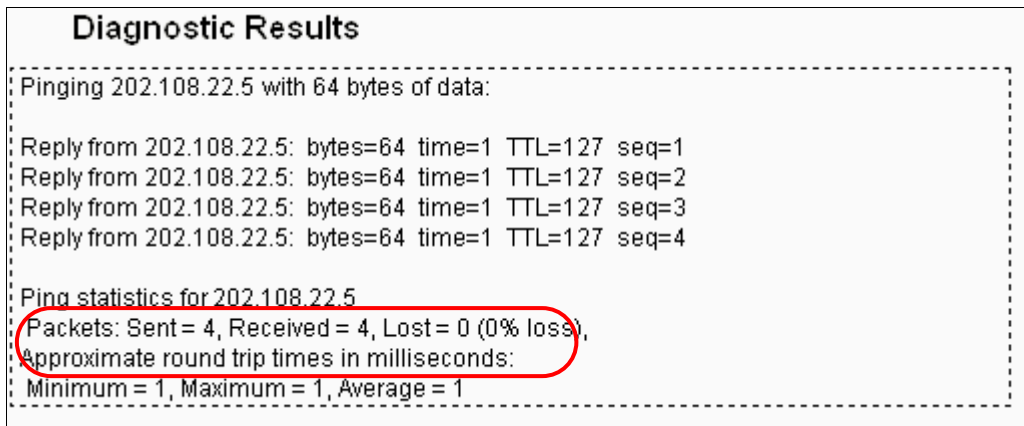 Diagnostic Results
Pinging 202.108.22.5 with 64 bytes of data:
Reply from 202.108.22.5: bytes=64 time=1 TTL=127 seq=1
Reply from 202.108.22.5: bytes=64 time=1 TTL=127 seq=2
Reply from 202.108.22.5: bytes=64 time=1 TTL=127 seq=3
Reply from 202.108.22.5: bytes=64 time=1 TTL=127 seq=4
Ping statistics for 202.108.22.5
Packets: Sent = 4, Received = 4, Lost = 0 (0% loss),
Approximate round trip times in milliseconds:
Minimum = 1, Maximum = 1, Average = 1